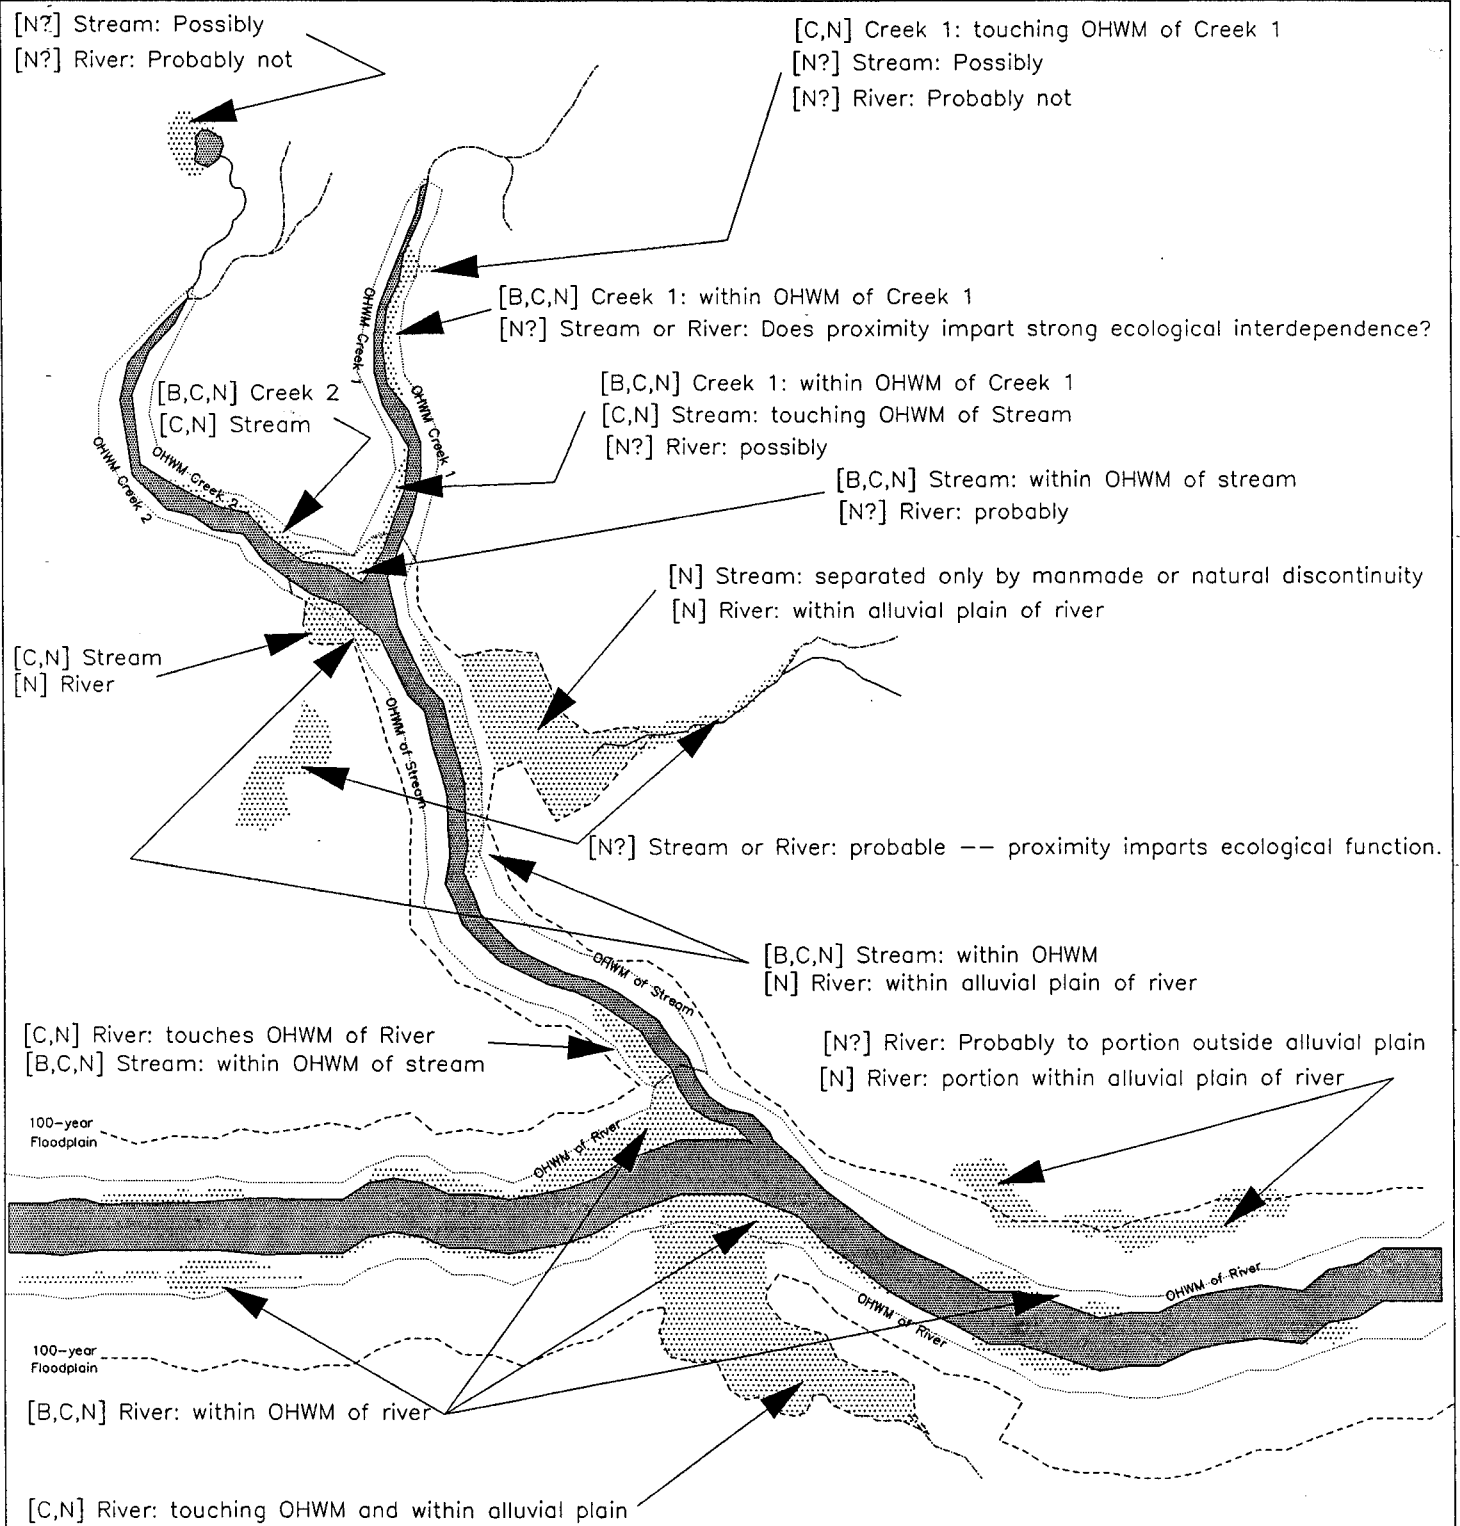 [N?] Stream: Possibly
[N?] River: Probably not
[C,N] Creek 1: touching OHWM of Creek 1
[N?] Stream: Possibly
[N?] River: Probably not
[B,C,N] Creek 1: within OHWM of Creek 1
[N?] Stream or River: Does proximity impart strong ecological interdependence?
OHWM Creek 1
OHWM Creek 1
[B,C,N] Creek 2
[C,N] Stream
[B,C,N] Creek 1: within OHWM of Creek 1
[C,N] Stream: touching OHWM of Stream
[N?] River: possibly
OHWM Creek 2
OHWM Creek 2
[B,C,N] Stream: within OHWM of stream
[N?] River: probably
[N] Stream: separated only by manmade or natural discontinuity
[N] River: within alluvial plain of river
[C,N] Stream
[N] River
OHWM of Stream
[N?] Stream or River: probable -- proximity imparts ecological function.
[B,C,N] Stream: within OHWM
[N] River: within alluvial plain of river
OHWM of Stream
[C,N] River: touches OHWM of River
[B,C,N] Stream: within OHWM of stream
[N?] River: Probably to portion outside alluvial plain
[N] River: portion within alluvial plain of river
100-year
Floodplain
OHWM of River
OHWM of River
OHWM of River
100-year
Floodplain
[B,C,N] River: within OHWM of river
[C,N] River: touching OHWM and within alluvial plain